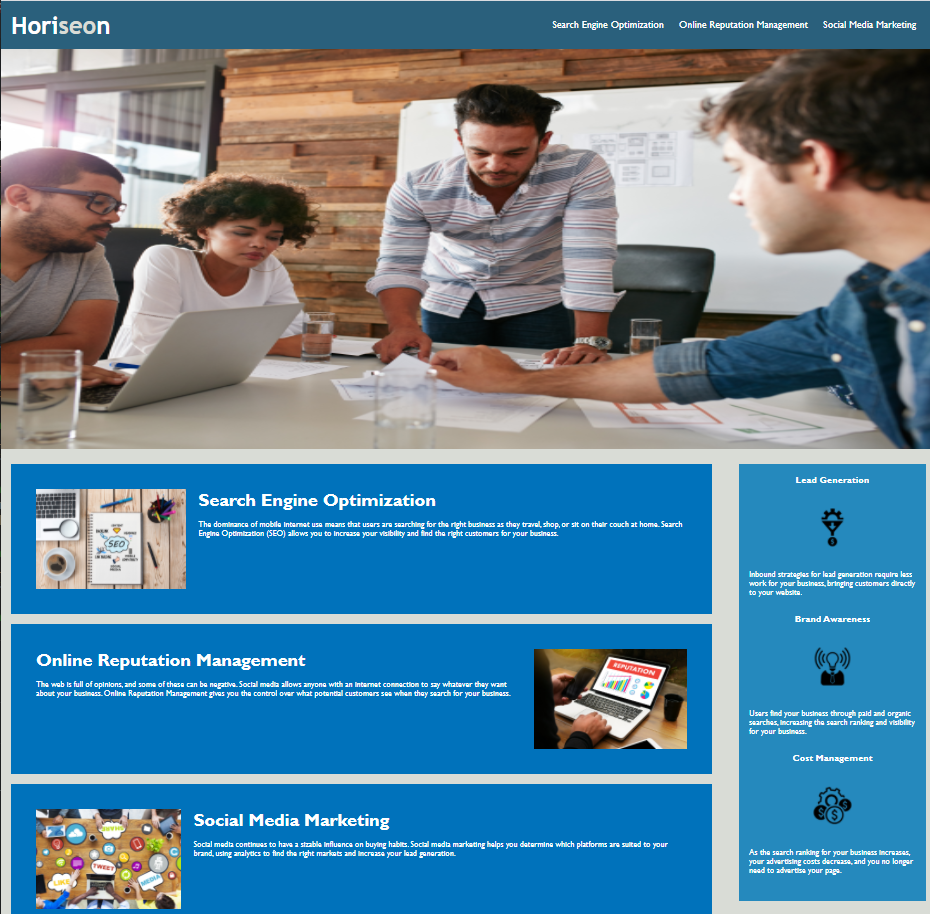 Horiseon
Search Engine Optimization
Online Reputation Management
Social Media Marketing
Search Engine Optimization
The dominance of mobile internet use means that users are searching for the right business as they travel, shop, or sit on their couch at home. Search
Engine Optimization (SEO) allows you to increase your visibility and find the right customers for your business.
SEO
Online Reputation Management
The web is full of opinions, and some of these can be negative. Social media allows anyone with an internet connection to say whatever they want
about your business. Online Reputation Management gives you the control over what potential customers see when they search for your business.
REPUTATION
Social Media Marketing
Social media continues to have a sizable influence on buying habits. Social media marketing helps you determine which platforms are suited to your
brand, using analytics to find the right markets and increase your lead generation.
TWEET
LIKE
MEDIA
Lead Generation
Inbound strategies for lead generation require less
work for your business, bringing customers directly
to your website.
Brand Awareness
Users find your business through paid and organic
searches, increasing the search ranking and visibility
for your business.
Cost Management
As the search ranking for your business increases,
your advertising costs decrease, and you no longer
need to advertise your page.